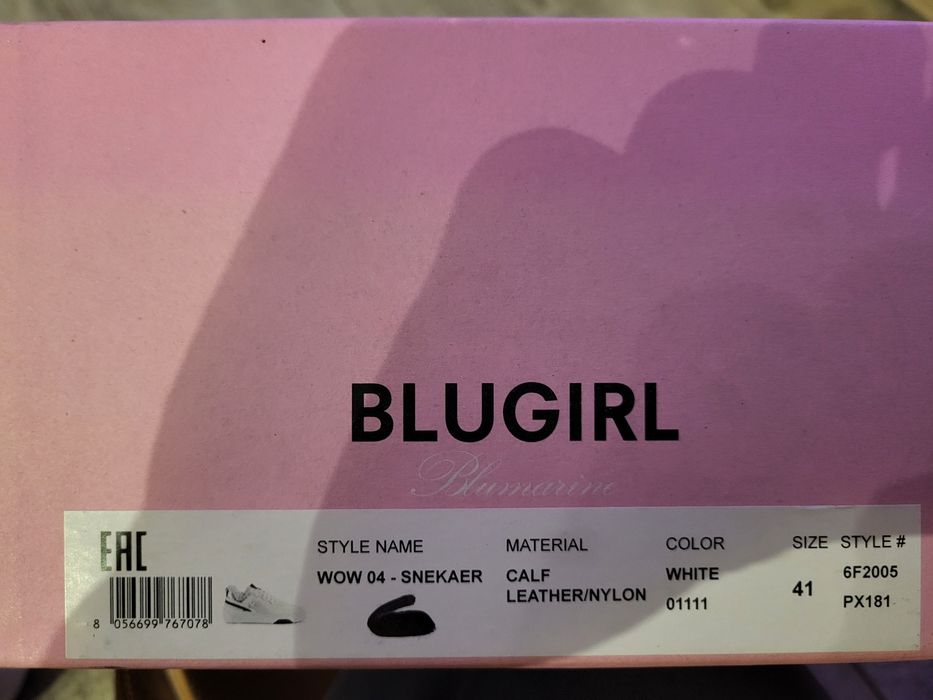 BLUGIRL
Blumarine
EAC
STYLE NAME MATERIAL COLOR SIZE STYLE #
WOW 04 - SNEKAER CALF LEATHER/NYLON WHITE 01111 41 6F2005 PX181
8 056699 767078